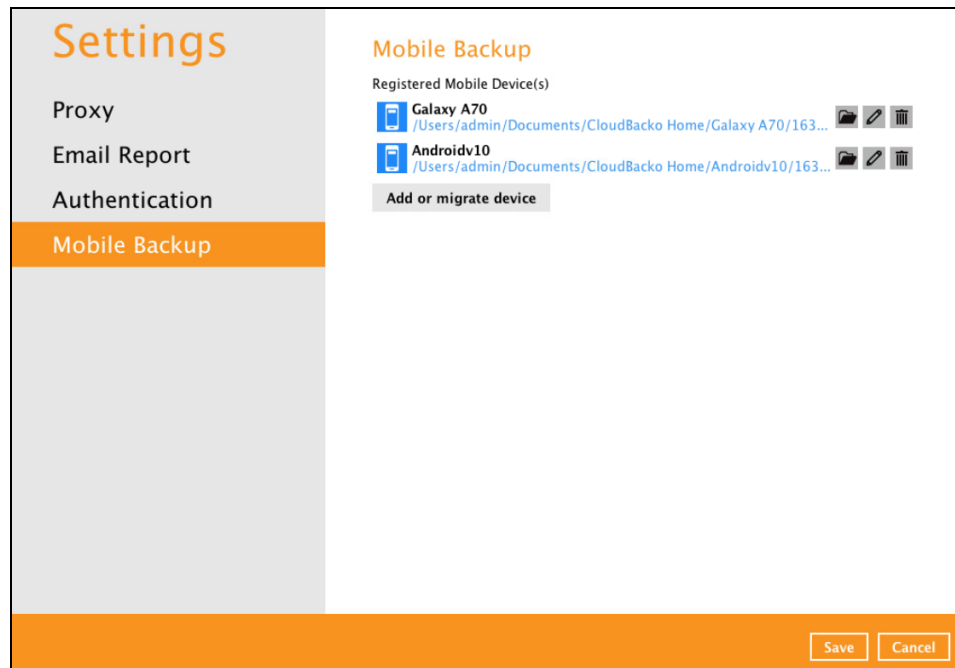 Settings
Proxy
Email Report
Authentication
Mobile Backup
Mobile Backup
Registered Mobile Device(s)
Galaxy A70
/Users/admin/Documents/CloudBacko Home/Galaxy A70/163...
Androidv10
/Users/admin/Documents/CloudBacko Home/Androidv10/163...
Add or migrate device
Save
Cancel